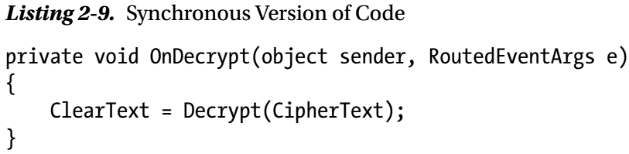 Listing 2-9. Synchronous Version of Code
private void OnDecrypt(object sender, RoutedEventArgs e)
{
    ClearText = Decrypt(CipherText);
}